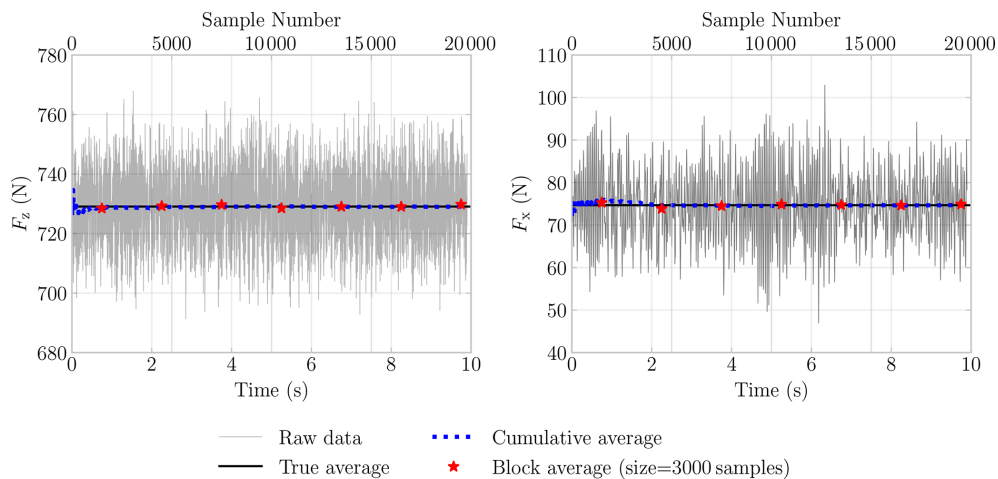 Sample Number
0 5000 10 000 15 000 20 000
780
760
740
720
700
680
F_z (N)
0 2 4 6 8 10
Time (s)
Sample Number
0 5000 10 000 15 000 20 000
110
100
90
80
70
60
50
40
F_x (N)
0 2 4 6 8 10
Time (s)
Raw data
True average
Cumulative average
Block average (size=3000 samples)